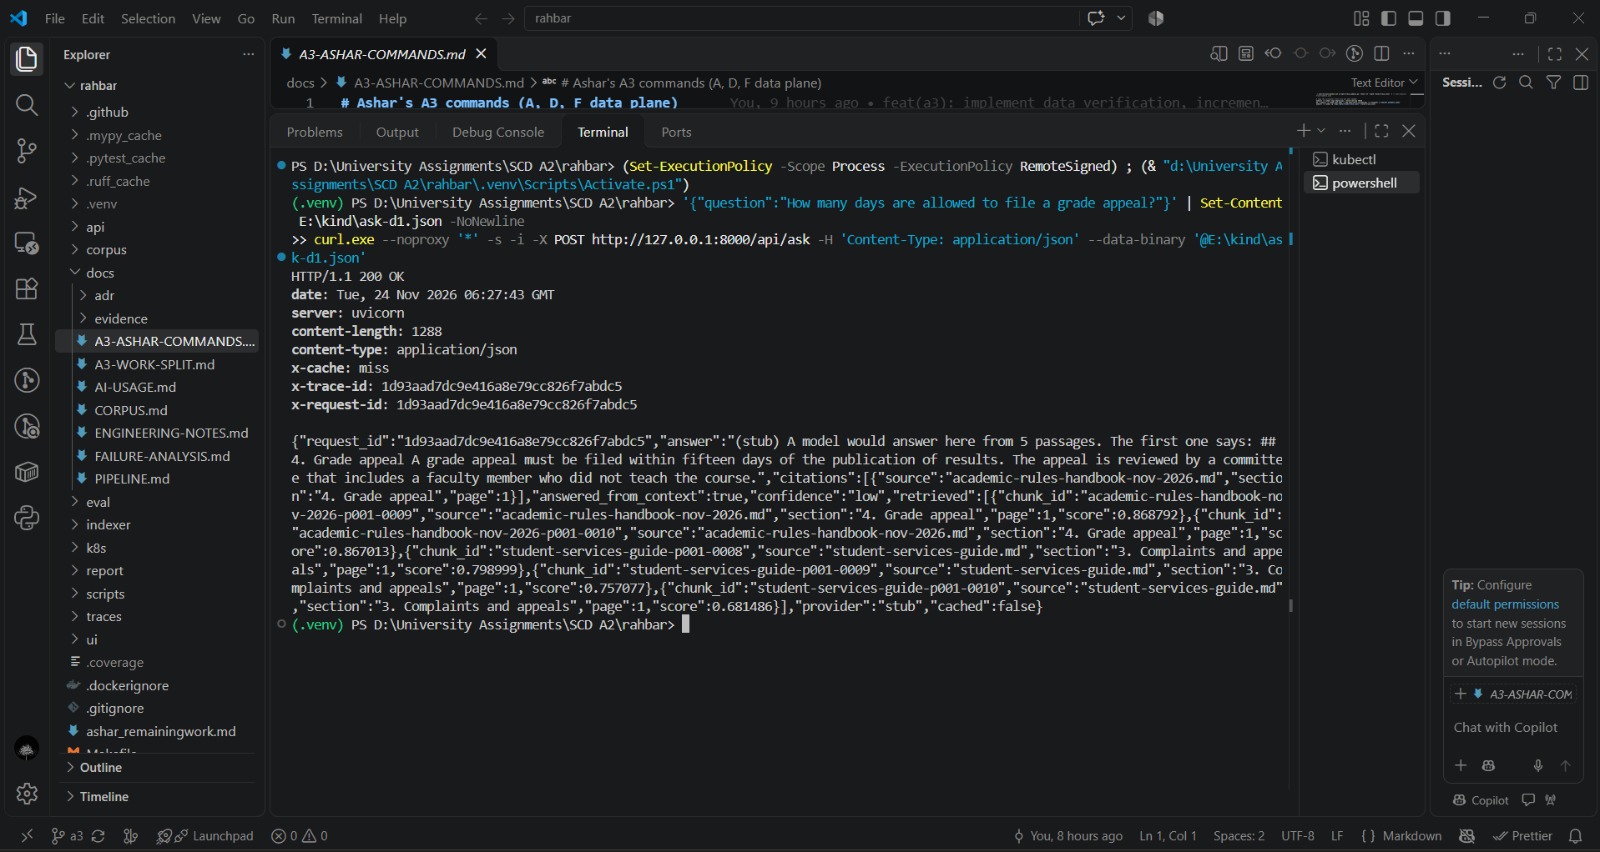 File Edit Selection View Go Run Terminal Help
rahbar
Explorer
rahbar
.github
.mypy_cache
.pytest_cache
.ruff_cache
.venv
api
corpus
docs
adr
evidence
A3-ASHAR-COMMANDS....
A3-WORK-SPLIT.md
AI-USAGE.md
CORPUS.md
ENGINEERING-NOTES.md
FAILURE-ANALYSIS.md
PIPELINE.md
eval
indexer
k8s
report
scripts
traces
ui
.coverage
.dockerignore
.gitignore
ashar_remainingwork.md
Outline
Timeline
A3-ASHAR-COMMANDS.md
docs > A3-ASHAR-COMMANDS.md > abc # Ashar's A3 commands (A, D, F data plane)
Text Editor
1 # Ashar's A3 commands (A, D, F data plane) You, 9 hours ago • feat(a3): implement data verification, incremen…
Problems Output Debug Console Terminal Ports
PS D:\University Assignments\SCD A2\rahbar> (Set-ExecutionPolicy -Scope Process -ExecutionPolicy RemoteSigned) ; (& "d:\University A
ssignments\SCD A2\rahbar\.venv\Scripts\Activate.ps1")
(.venv) PS D:\University Assignments\SCD A2\rahbar> '{"question":"How many days are allowed to file a grade appeal?"}' | Set-Content
E:\kind\ask-d1.json -NoNewline
>> curl.exe --noproxy '*' -s -i -X POST http://127.0.0.1:8000/api/ask -H 'Content-Type: application/json' --data-binary '@E:\kind\as
k-d1.json'
HTTP/1.1 200 OK
date: Tue, 24 Nov 2026 06:27:43 GMT
server: uvicorn
content-length: 1288
content-type: application/json
x-cache: miss
x-trace-id: 1d93aad7dc9e416a8e79cc826f7abdc5
x-request-id: 1d93aad7dc9e416a8e79cc826f7abdc5
{"request_id":"1d93aad7dc9e416a8e79cc826f7abdc5","answer":"(stub) A model would answer here from 5 passages. The first one says: ##
4. Grade appeal A grade appeal must be filed within fifteen days of the publication of results. The appeal is reviewed by a committe
e that includes a faculty member who did not teach the course.","citations":[{"source":"academic-rules-handbook-nov-2026.md","sectio
n":"4. Grade appeal","page":1}],"answered_from_context":true,"confidence":"low","retrieved":[{"chunk_id":"academic-rules-handbook-no
v-2026-p001-0009","source":"academic-rules-handbook-nov-2026.md","section":"4. Grade appeal","page":1,"score":0.868792},{"chunk_id":
"academic-rules-handbook-nov-2026-p001-0010","source":"academic-rules-handbook-nov-2026.md","section":"4. Grade appeal","page":1,"sc
ore":0.867013},{"chunk_id":"student-services-guide-p001-0008","source":"student-services-guide.md","section":"3. Complaints and appe
als","page":1,"score":0.798999},{"chunk_id":"student-services-guide-p001-0009","source":"student-services-guide.md","section":"3. Co
mplaints and appeals","page":1,"score":0.757077},{"chunk_id":"student-services-guide-p001-0010","source":"student-services-guide.md"
,"section":"3. Complaints and appeals","page":1,"score":0.681486}],"provider":"stub","cached":false}
(.venv) PS D:\University Assignments\SCD A2\rahbar>
kubectl
powershell
Sessi...
Tip: Configure
default permissions
to start new sessions
in Bypass Approvals
or Autopilot mode.
A3-ASHAR-COM
Chat with Copilot
Copilot
a3 Launchpad 0 0 You, 8 hours ago Ln 1, Col 1 Spaces: 2 UTF-8 LF {} Markdown Prettier